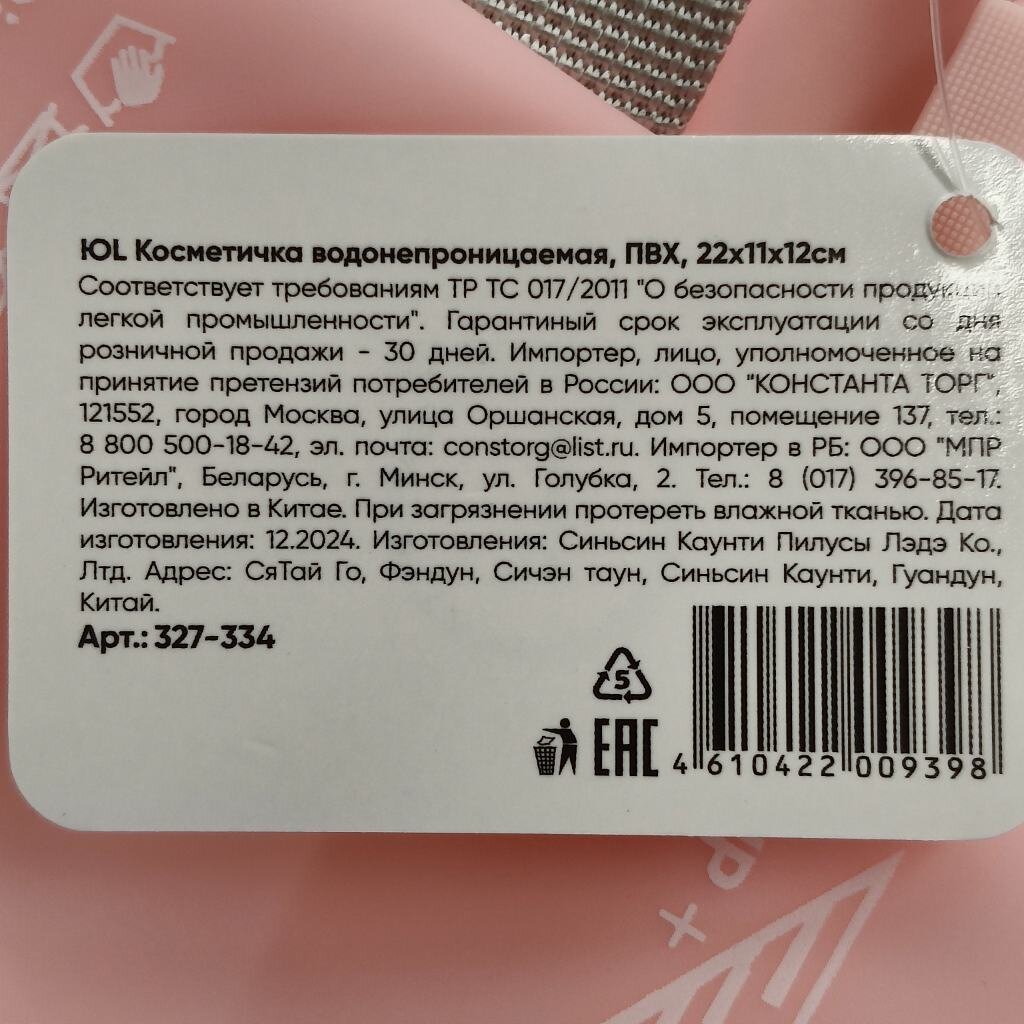 ЮL Косметичка водонепроницаемая, ПВХ, 22х11х12см
Соответствует требованиям ТР ТС 017/2011 "О безопасности продукции
легкой промышленности". Гарантиный срок эксплуатации со дня
розничной продажи - 30 дней. Импортер, лицо, уполномоченное на
принятие претензий потребителей в России: ООО "КОНСТАНТА ТОРГ",
121552, город Москва, улица Оршанская, дом 5, помещение 137, тел.:
8 800 500-18-42, эл. почта: constorg@list.ru. Импортер в РБ: ООО "МПР
Ритейл", Беларусь, г. Минск, ул. Голубка, 2. Тел.: 8 (017) 396-85-17.
Изготовлено в Китае. При загрязнении протереть влажной тканью. Дата
изготовления: 12.2024. Изготовления: Синьсин Каунти Пилусы Лэдэ Ко.,
Лтд. Адрес: СяТай Го, Фэндун, Сичэн таун, Синьсин Каунти, Гуандун,
Китай.
Арт.: 327-334
5
EAC
4 610422 009398